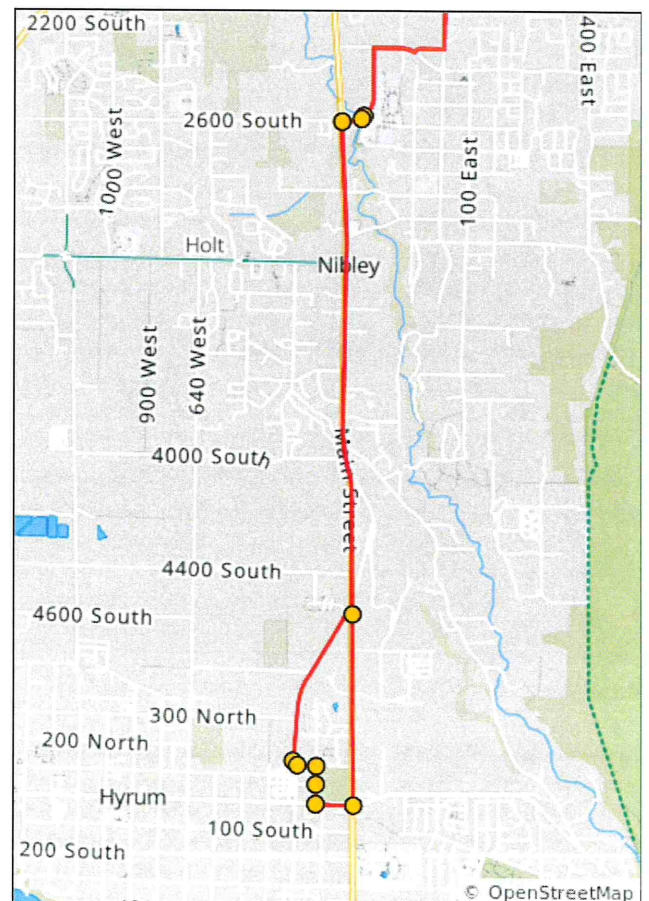 2200 South
400 East
2600 South
1000 West
100 East
Holt
Nibley
900 West
640 West
Main Street
4000 South
4400 South
4600 South
300 North
200 North
Hyrum
100 South
200 South
© OpenStreetMap